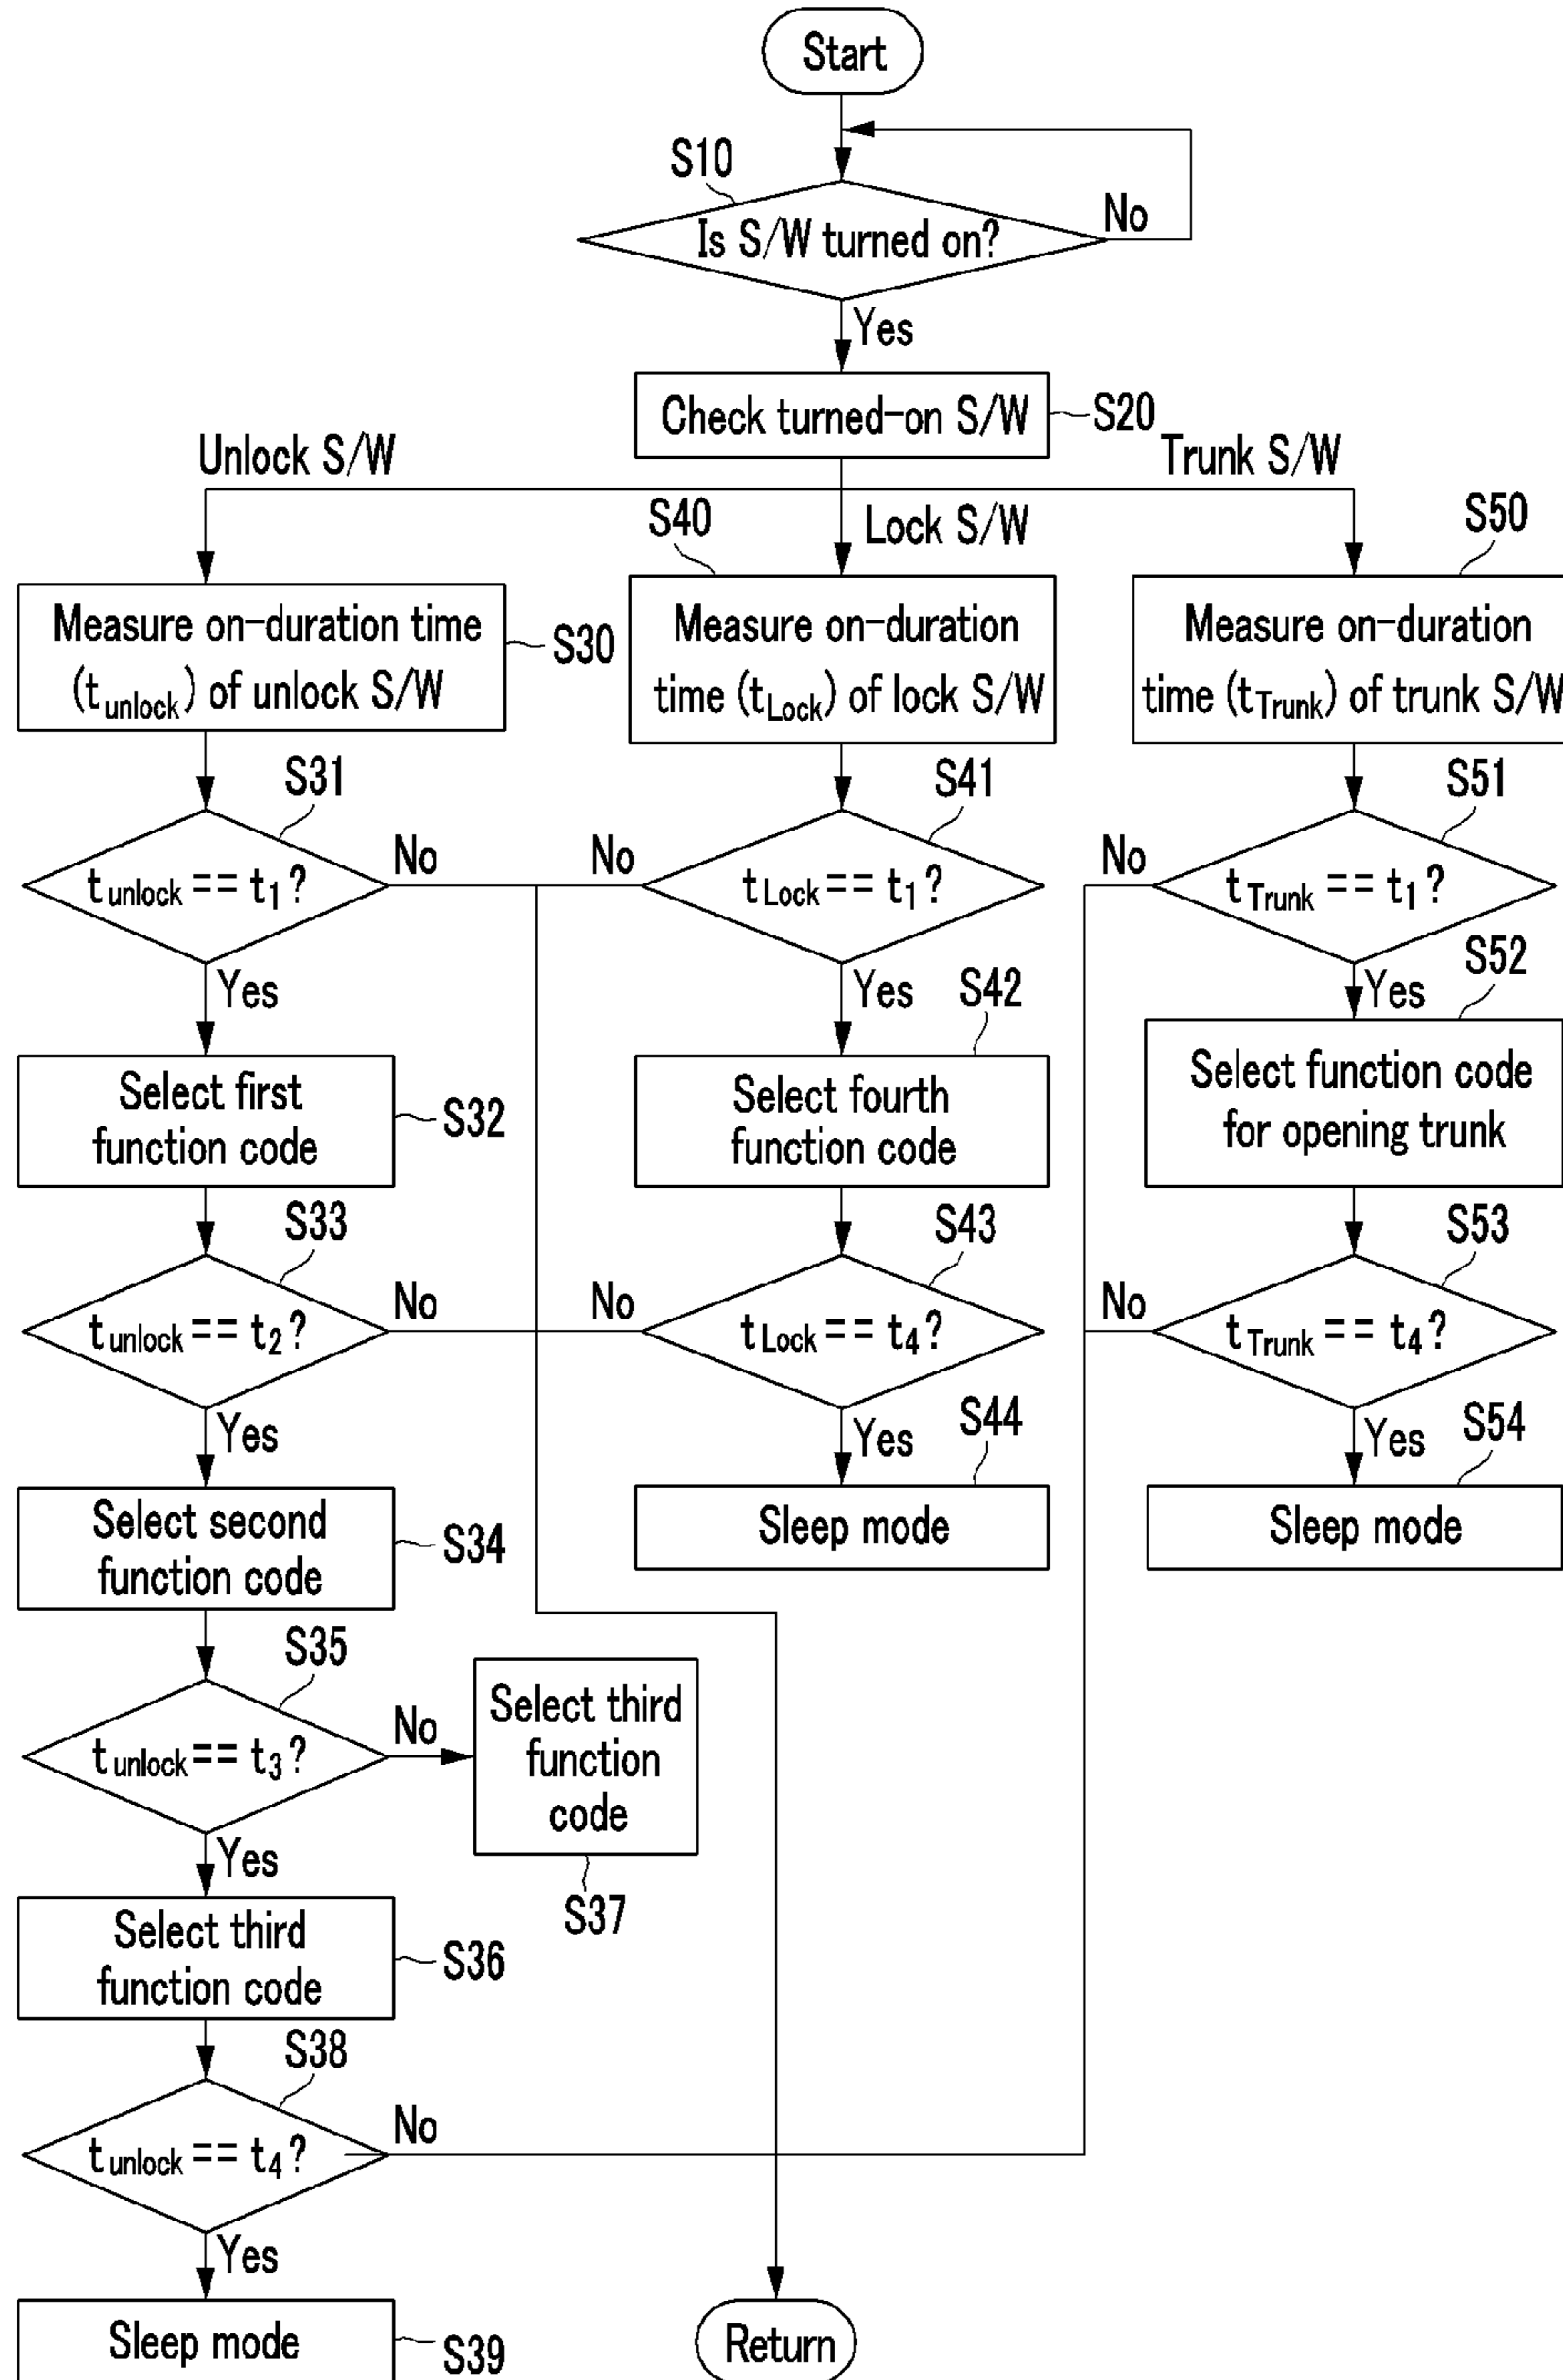 Start
S10
Is S/W turned on?
No
Yes
Check turned-on S/W
S20
Unlock S/W
Lock S/W
Trunk S/W
Measure on-duration time
(tunlock) of unlock S/W
S30
S40
Measure on-duration
time (tLock) of lock S/W
S50
Measure on-duration
time (tTrunk) of trunk S/W
S31
tunlock == t1?
No
Yes
S41
tLock == t1?
No
Yes
S51
tTrunk == t1?
No
Yes
Select first
function code
S32
S42
Select fourth
function code
S52
Select function code
for opening trunk
S33
tunlock == t2?
No
Yes
S43
tLock == t4?
No
Yes
S53
tTrunk == t4?
No
Yes
Select second
function code
S34
S44
Sleep mode
S54
Sleep mode
S35
tunlock == t3?
No
Yes
Select third
function
code
S37
Select third
function code
S36
S38
tunlock == t4?
No
Yes
Sleep mode
S39
Return